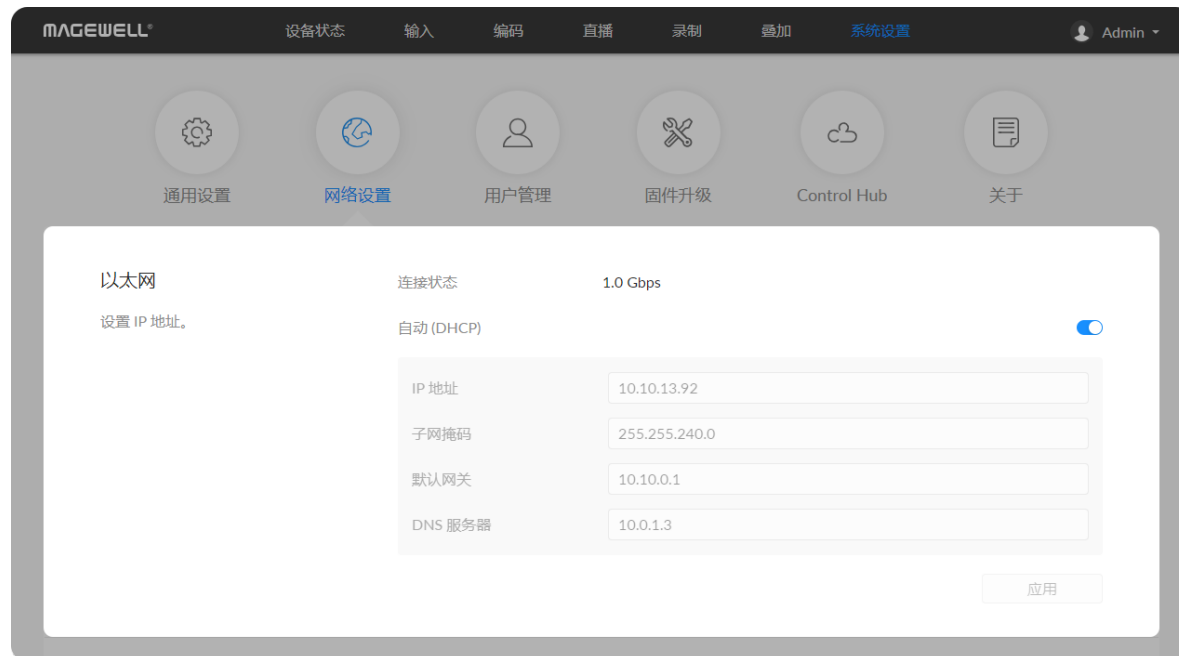 MAGEWELL® 设备状态 输入 编码 直播 录制 叠加 系统设置 Admin
通用设置 网络设置 用户管理 固件升级 Control Hub 关于
以太网 连接状态 1.0 Gbps
设置 IP 地址。 自动 (DHCP)
IP 地址 10.10.13.92
子网掩码 255.255.240.0
默认网关 10.10.0.1
DNS 服务器 10.0.1.3
应用